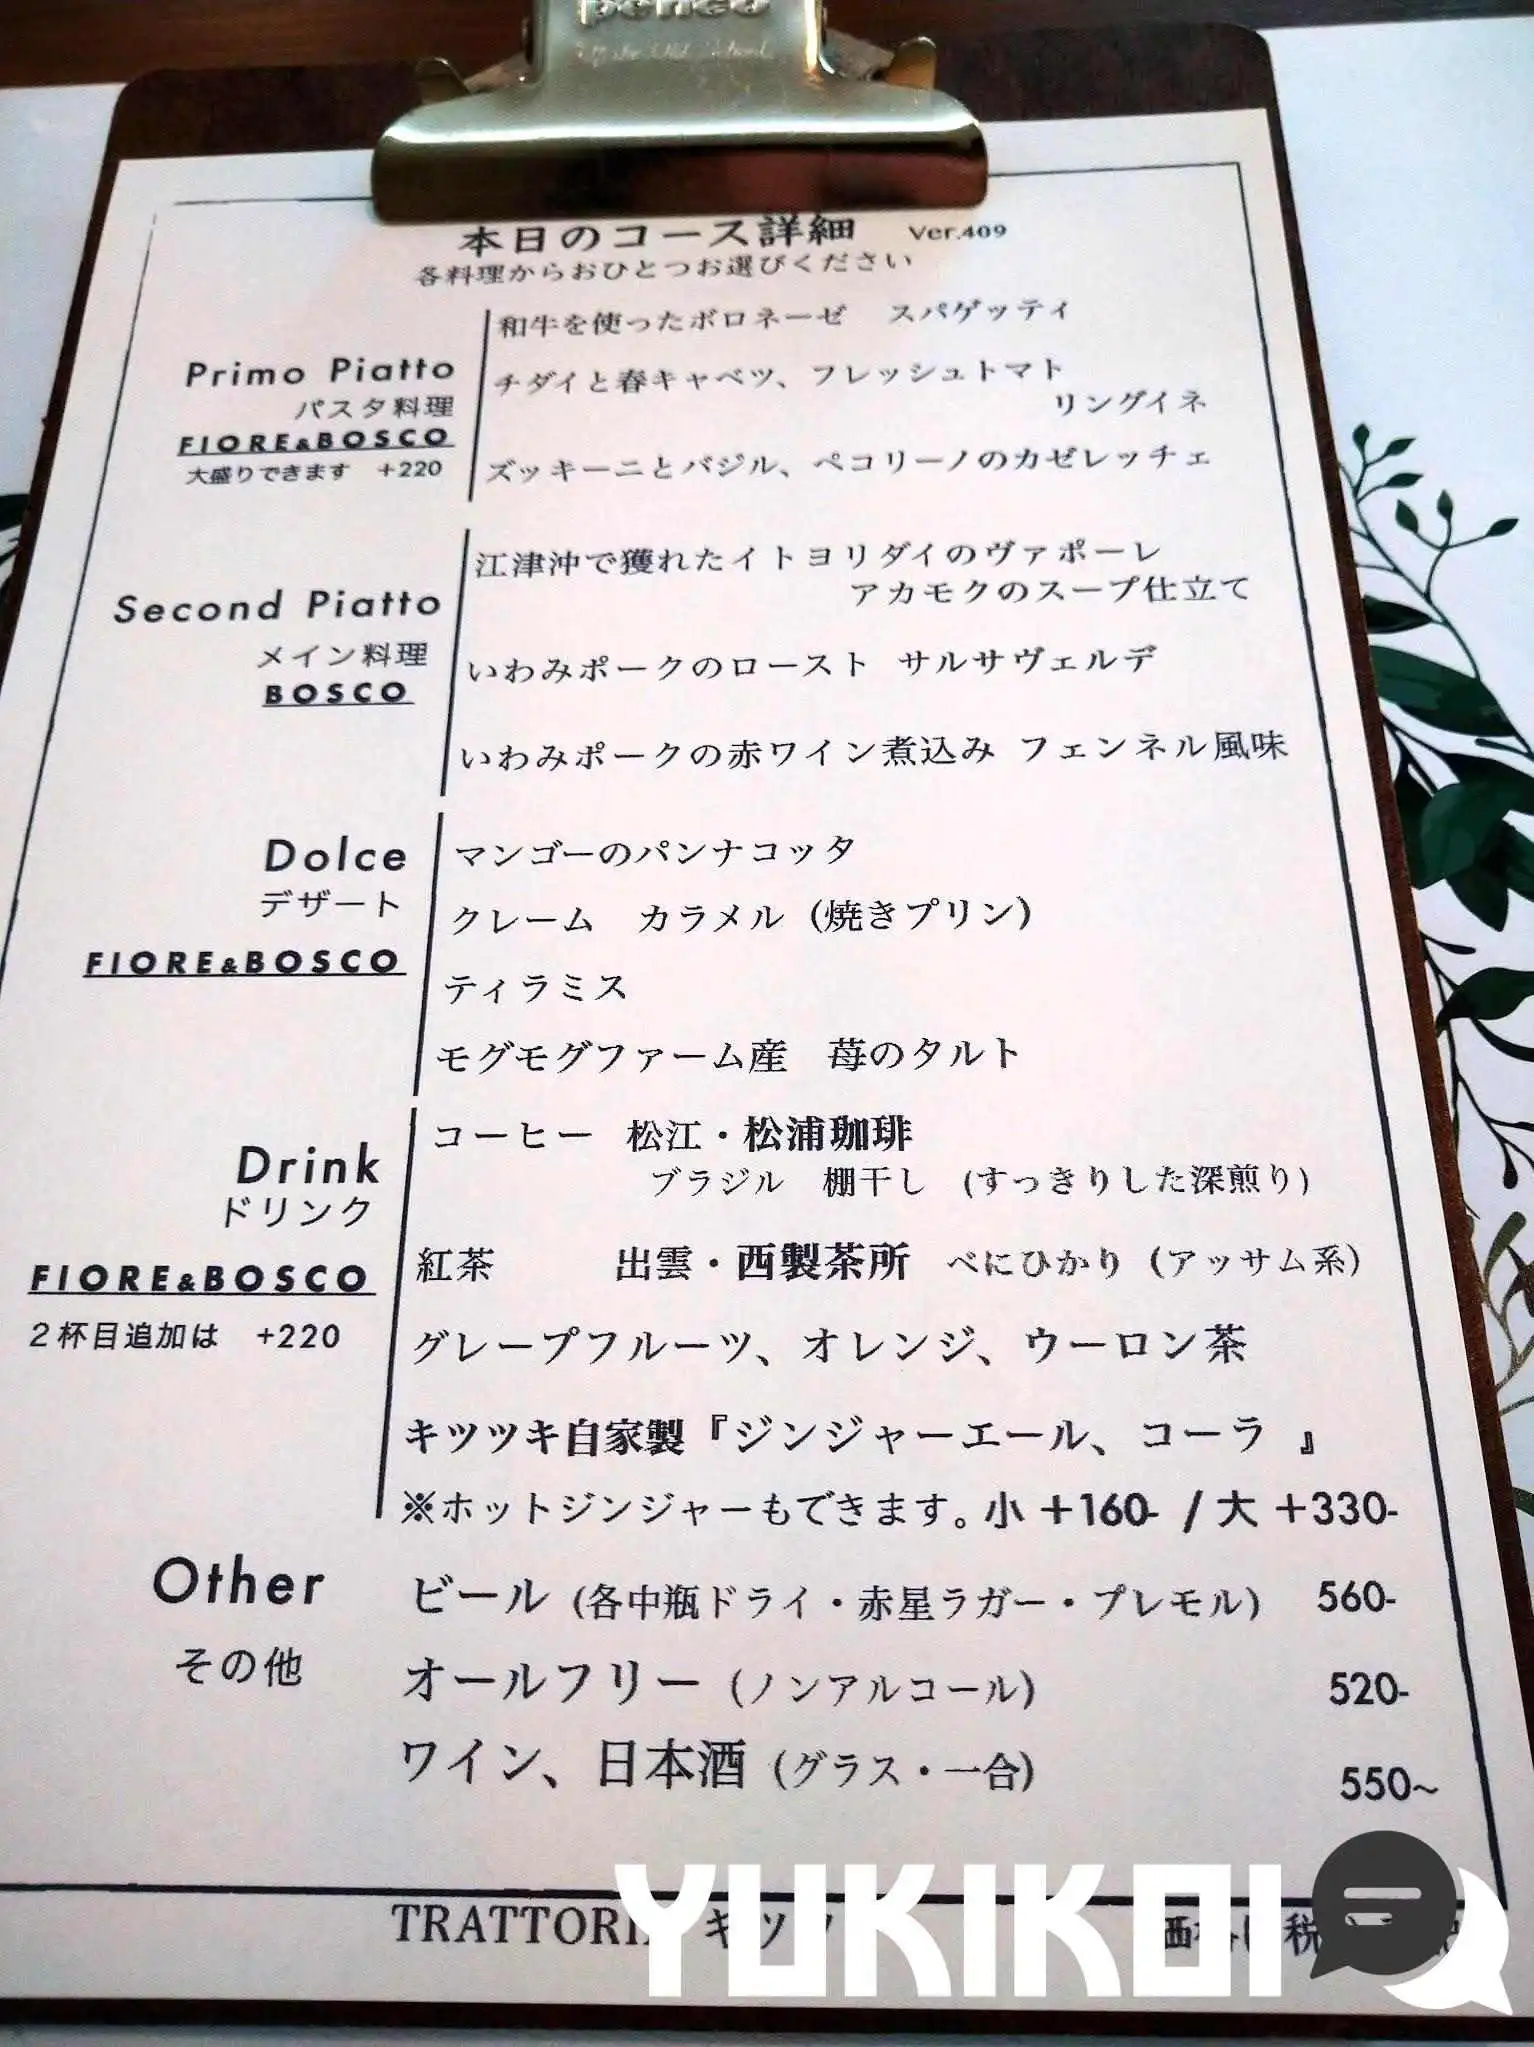 penco
本日のコース詳細 Ver.409
各料理からおひとつお選びください
Primo Piatto
パスタ料理
FIORE&BOSCO
大盛りできます +220
和牛を使ったボロネーゼ スパゲッティ
チダイと春キャベツ、フレッシュトマト
リングイネ
ズッキーニとバジル、ペコリーノのカゼレッチェ
Second Piatto
メイン料理
BOSCO
江津沖で獲れたイトヨリダイのヴァポーレ
アカモクのスープ仕立て
いわみポークのロースト サルサヴェルデ
いわみポークの赤ワイン煮込み フェンネル風味
Dolce
デザート
FIORE&BOSCO
マンゴーのパンナコッタ
クレーム カラメル (焼きプリン)
ティラミス
モグモグファーム産 苺のタルト
Drink
ドリンク
FIORE&BOSCO
2杯目追加は +220
コーヒー 松江・松浦珈琲
ブラジル 棚干し (すっきりした深煎り)
紅茶 出雲・西製茶所 べにひかり (アッサム系)
グレープフルーツ、オレンジ、ウーロン茶
キツツキ自家製『ジンジャーエール、コーラ 』
※ホットジンジャーもできます。小 +160- / 大 +330-
Other
その他
ビール (各中瓶ドライ・赤星ラガー・プレモル) 560-
オールフリー (ノンアルコール) 520-
ワイン、日本酒 (グラス・一合) 550~
YUKIKOI